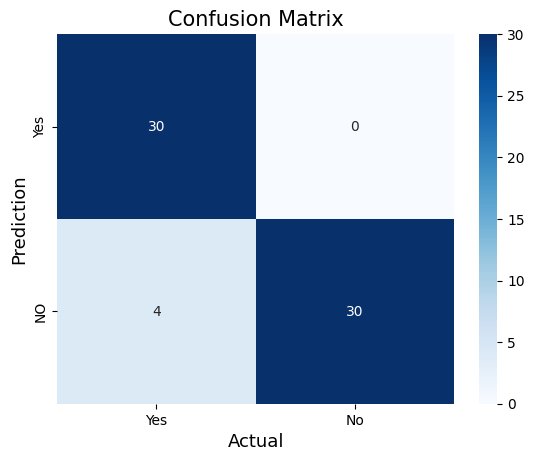 Confusion Matrix
30
25
20
15
10
5
0
Prediction
Yes
NO
30
0
4
30
Yes
No
Actual